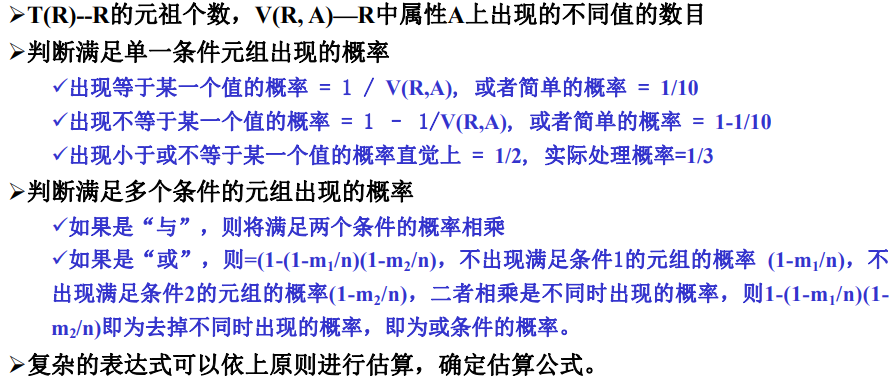 ➢T(R)--R的元祖个数，V(R, A)—R中属性A上出现的不同值的数目
➢判断满足单一条件元组出现的概率
✓出现等于某一个值的概率 = 1 / V(R,A), 或者简单的概率 = 1/10
✓出现不等于某一个值的概率 = 1 – 1/V(R,A), 或者简单的概率 = 1-1/10
✓出现小于或不等于某一个值的概率直觉上 = 1/2, 实际处理概率=1/3
➢判断满足多个条件的元组出现的概率
✓如果是“与”，则将满足两个条件的概率相乘
✓如果是“或”，则=(1-(1-m₁/n)(1-m₂/n)，不出现满足条件1的元组的概率 (1-m₁/n)，不
出现满足条件2的元组的概率(1-m₂/n)，二者相乘是不同时出现的概率，则1-(1-m₁/n)(1-
m₂/n)即为去掉不同时出现的概率，即为或条件的概率。
➢复杂的表达式可以依上原则进行估算，确定估算公式。